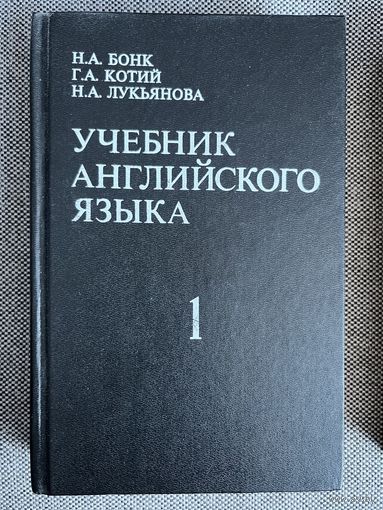 Н.А. БОНК
Г.А. КОТИЙ
Н.А. ЛУКЬЯНОВА
УЧЕБНИК
АНГЛИЙСКОГО
ЯЗЫКА
1